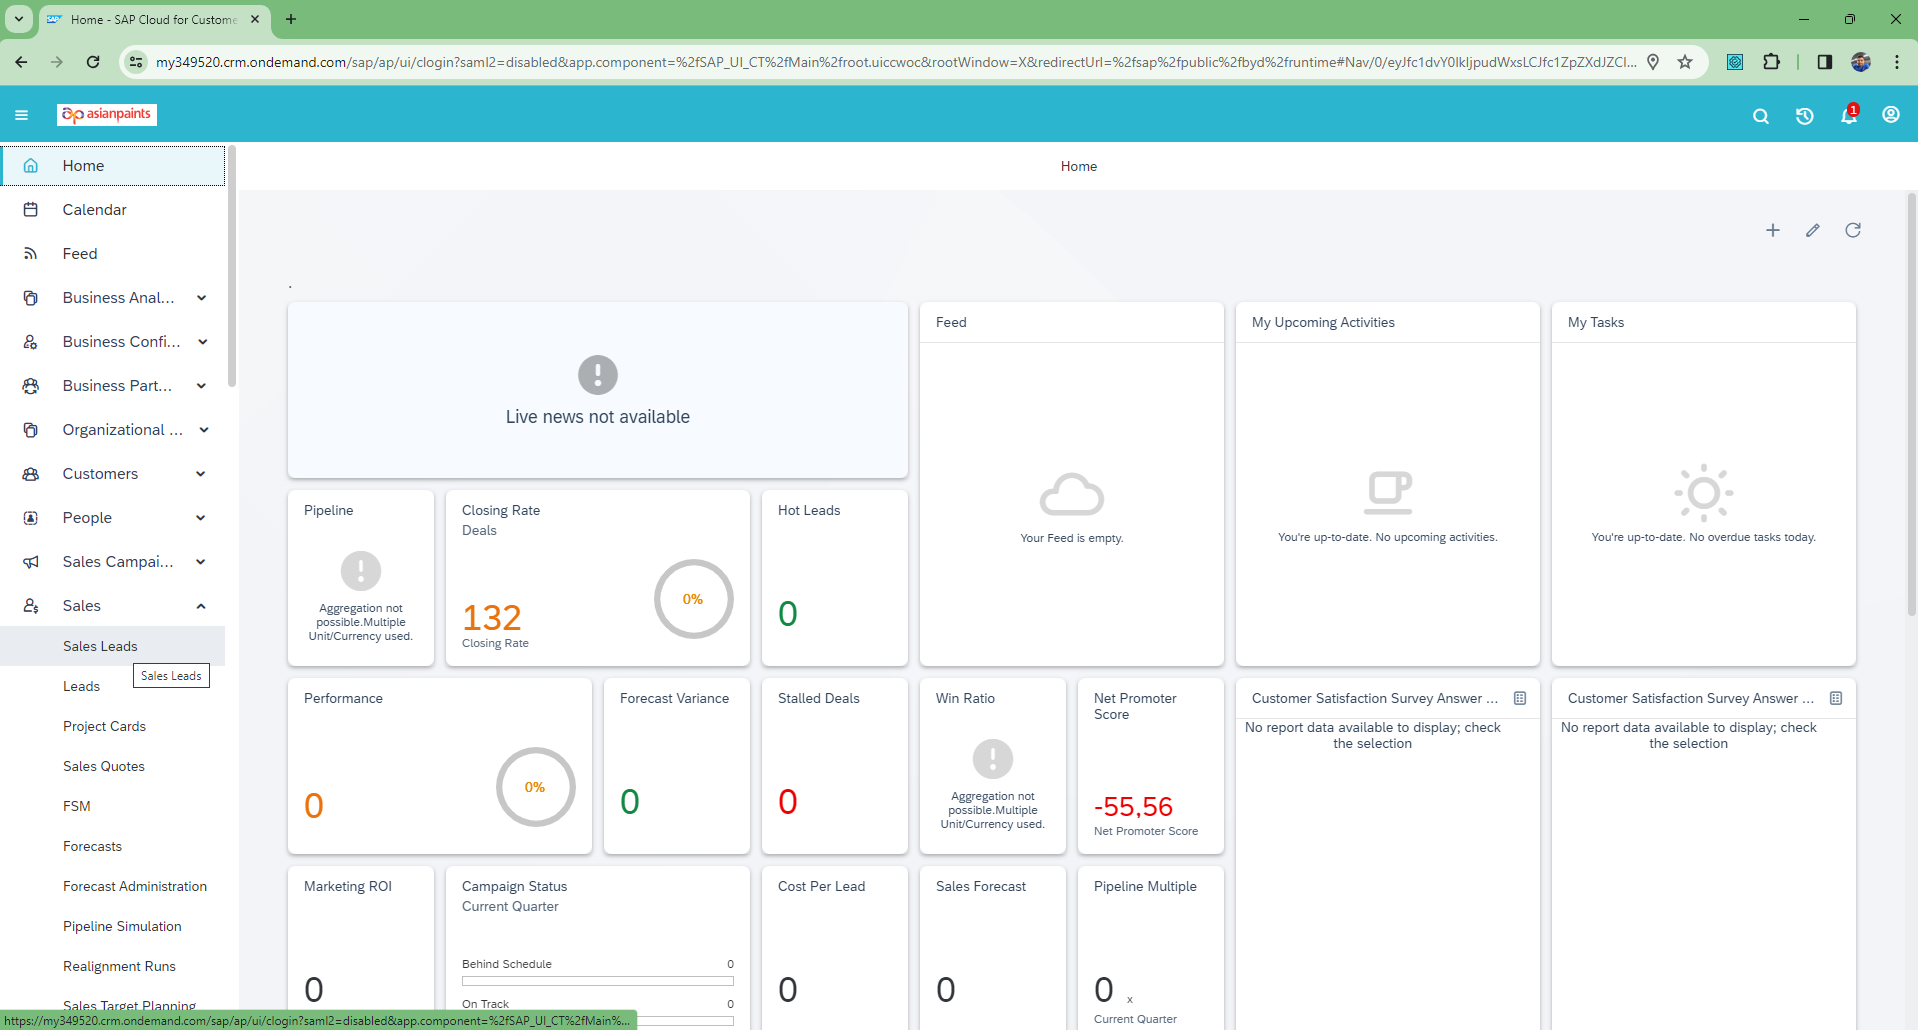 Home - SAP Cloud for Custome
my349520.crm.ondemand.com/sap/ap/ui/clogin?saml2=disabled&app.component=%2fSAP_UI_CT%2fMain%2froot.uiccwoc&rootWindow=X&redirectUrl=%2fsap%2fpublic%2fbyd%2fruntime#Nav/0/eyJfc1dvY0lkIjpudWxsLCJfc1ZpZXdJZCI...
asianpaints
1
Home
Home
Calendar
Feed
Business Anal...
Business Confi...
Business Part...
Organizational ...
Customers
People
Sales Campai...
Sales
Sales Leads
Sales Leads
Leads
Project Cards
Sales Quotes
FSM
Forecasts
Forecast Administration
Pipeline Simulation
Realignment Runs
Sales Target Planning
https://my349520.crm.ondemand.com/sap/ap/ui/clogin?saml2=disabled&app.component=%2fSAP_UI_CT%2fMain%...
.
Live news not available
Feed
Your Feed is empty.
My Upcoming Activities
You're up-to-date. No upcoming activities.
My Tasks
You're up-to-date. No overdue tasks today.
Pipeline
Aggregation not
possible.Multiple
Unit/Currency used.
Closing Rate
Deals
132
Closing Rate
0%
Hot Leads
0
Performance
0
0%
Forecast Variance
0
Stalled Deals
0
Win Ratio
Aggregation not
possible.Multiple
Unit/Currency used.
Net Promoter
Score
-55,56
Net Promoter Score
Customer Satisfaction Survey Answer ...
No report data available to display; check
the selection
Customer Satisfaction Survey Answer ...
No report data available to display; check
the selection
Marketing ROI
0
Campaign Status
Current Quarter
Behind Schedule 0
On Track 0
Cost Per Lead
0
Sales Forecast
0
Pipeline Multiple
0 x
Current Quarter